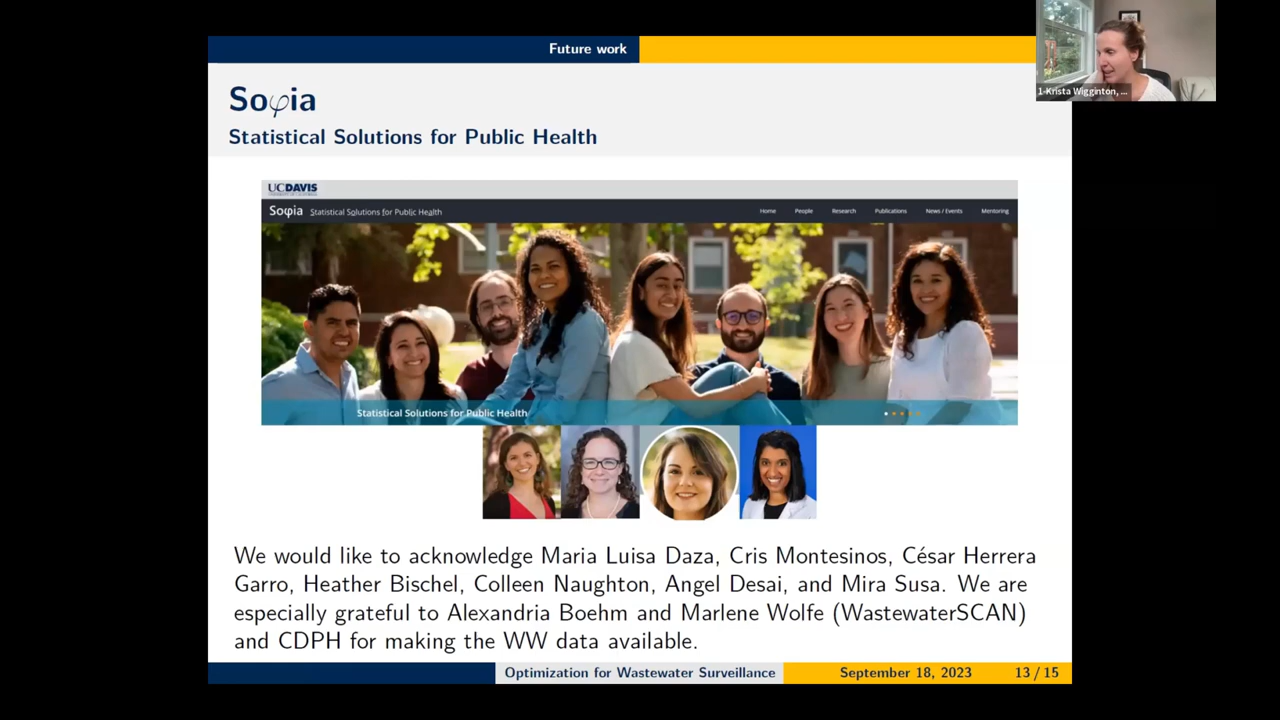 Future work
1-Krista Wigginton, ...
Soφia
Statistical Solutions for Public Health
UCDAVIS
Soφia Statistical Solutions for Public Health
Home People Research Publications News / Events Mentoring
Statistical Solutions for Public Health
We would like to acknowledge Maria Luisa Daza, Cris Montesinos, César Herrera
Garro, Heather Bischel, Colleen Naughton, Angel Desai, and Mira Susa. We are
especially grateful to Alexandria Boehm and Marlene Wolfe (WastewaterSCAN)
and CDPH for making the WW data available.
Optimization for Wastewater Surveillance September 18, 2023 13 / 15